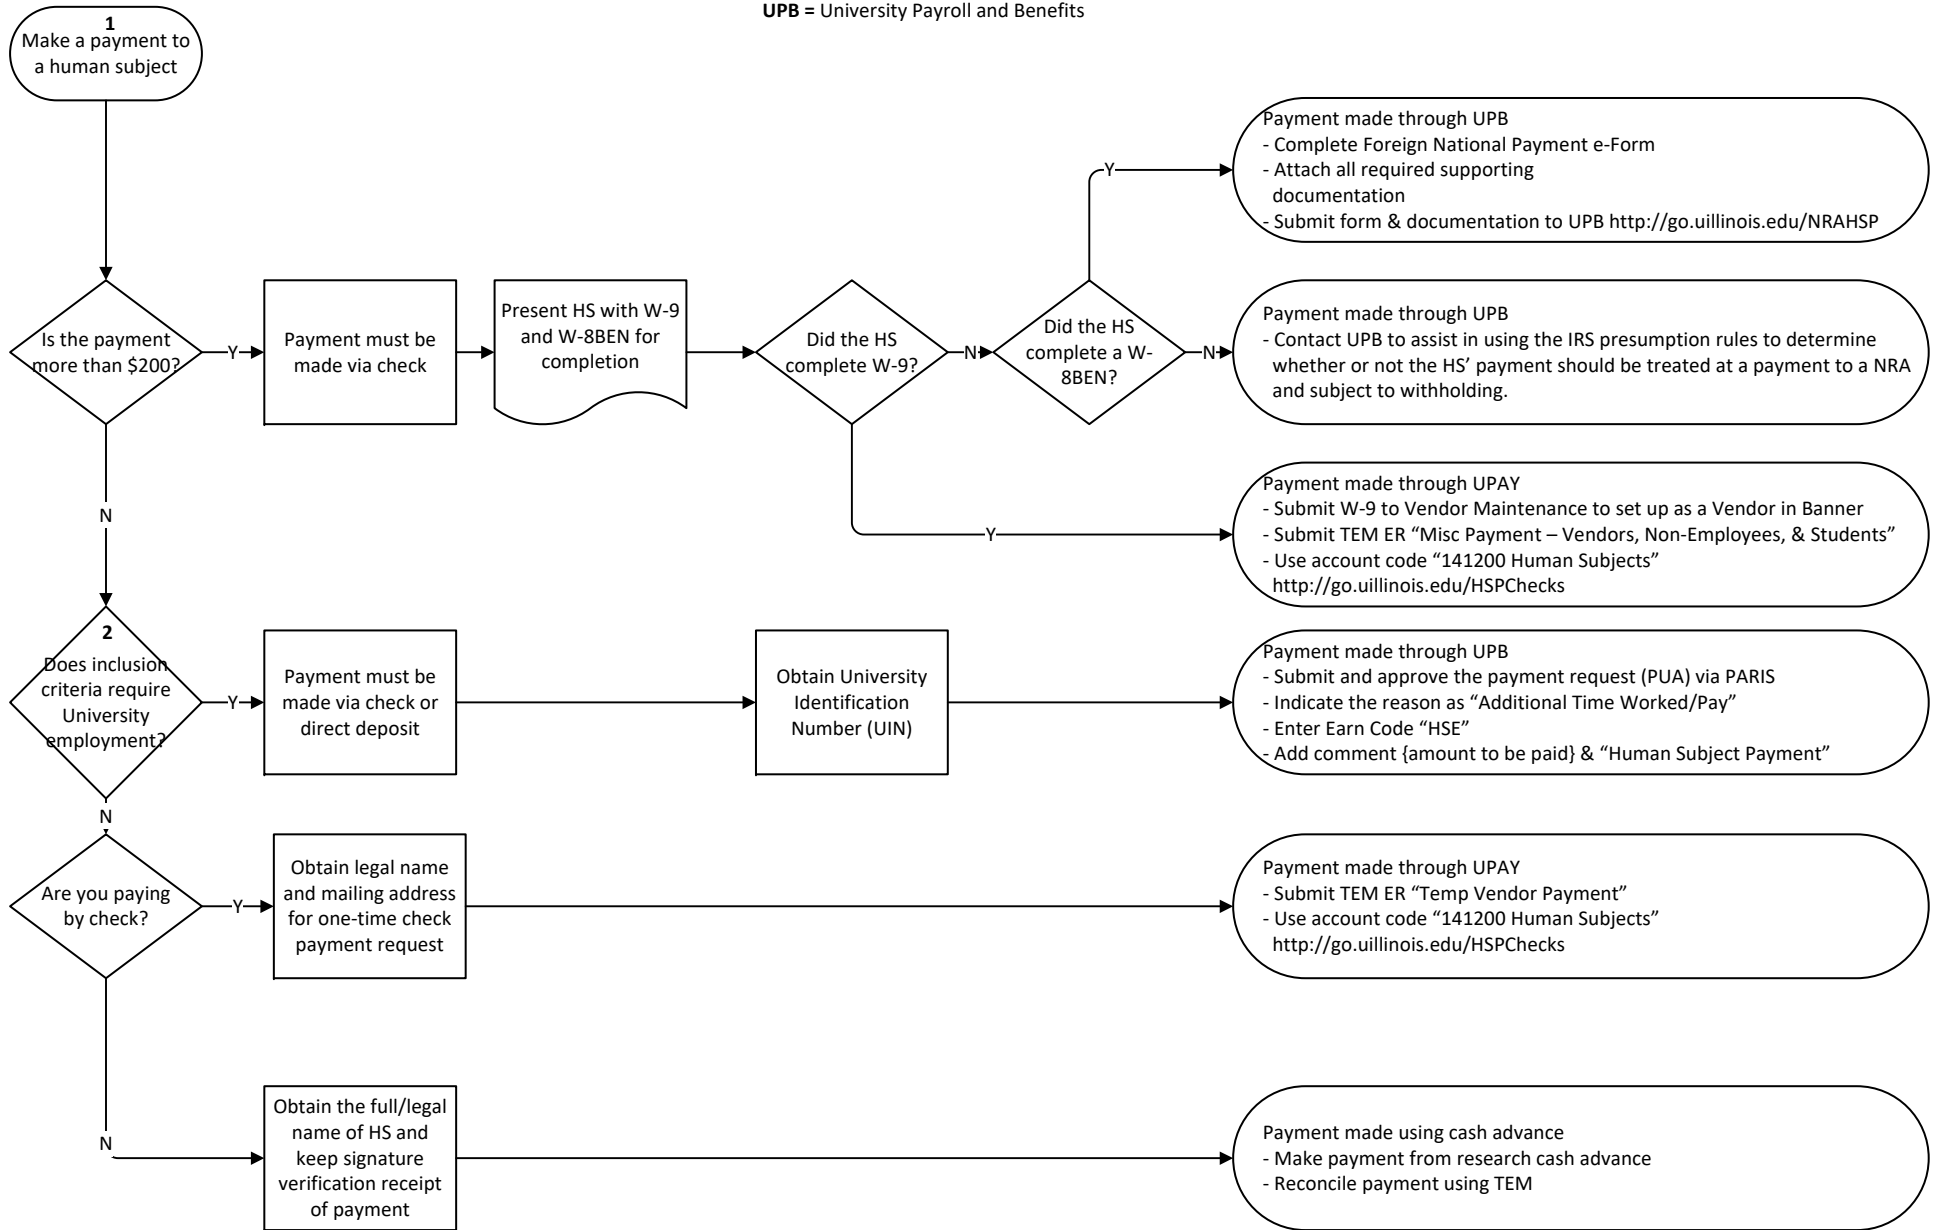 UPB = University Payroll and Benefits
1
Make a payment to
a human subject
Payment made through UPB
- Complete Foreign National Payment e-Form
- Attach all required supporting
documentation
- Submit form & documentation to UPB http://go.uillinois.edu/NRAHSP
Y
Is the payment
more than $200?
Y
Payment must be
made via check
Present HS with W-9
and W-8BEN for
completion
Did the HS
complete W-9?
N
Did the HS
complete a W-
8BEN?
N
Payment made through UPB
- Contact UPB to assist in using the IRS presumption rules to determine
whether or not the HS’ payment should be treated at a payment to a NRA
and subject to withholding.
N
Y
Payment made through UPAY
- Submit W-9 to Vendor Maintenance to set up as a Vendor in Banner
- Submit TEM ER “Misc Payment – Vendors, Non-Employees, & Students”
- Use account code “141200 Human Subjects”
http://go.uillinois.edu/HSPChecks
2
Does inclusion
criteria require
University
employment?
Y
Payment must be
made via check or
direct deposit
Obtain University
Identification
Number (UIN)
Payment made through UPB
- Submit and approve the payment request (PUA) via PARIS
- Indicate the reason as “Additional Time Worked/Pay”
- Enter Earn Code “HSE”
- Add comment {amount to be paid} & “Human Subject Payment”
N
Are you paying
by check?
Y
Obtain legal name
and mailing address
for one-time check
payment request
Payment made through UPAY
- Submit TEM ER “Temp Vendor Payment”
- Use account code “141200 Human Subjects”
http://go.uillinois.edu/HSPChecks
N
Obtain the full/legal
name of HS and
keep signature
verification receipt
of payment
Payment made using cash advance
- Make payment from research cash advance
- Reconcile payment using TEM